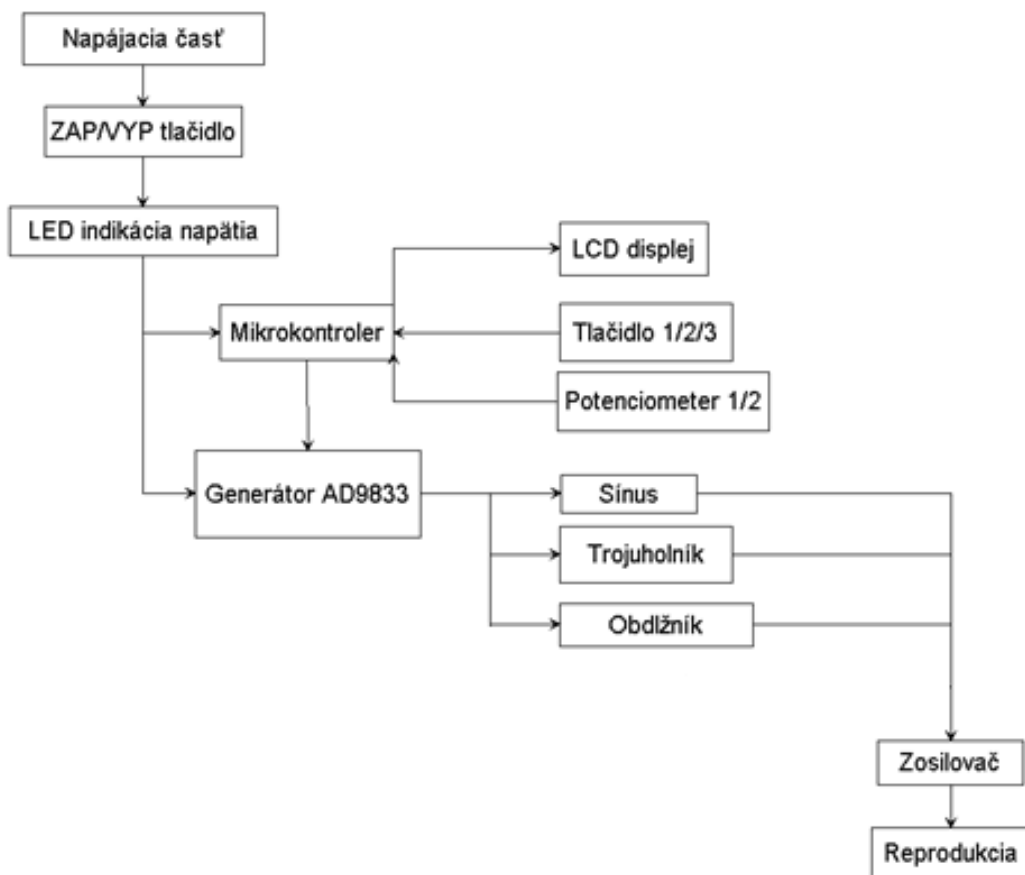 Napájacia časť
ZAP/VYP tlačidlo
LED indikácia napätia
LCD displej
Mikrokontroler
Tlačidlo 1/2/3
Potenciometer 1/2
Generátor AD9833
Sínus
Trojuholník
Obdlžník
Zosilovač
Reprodukcia